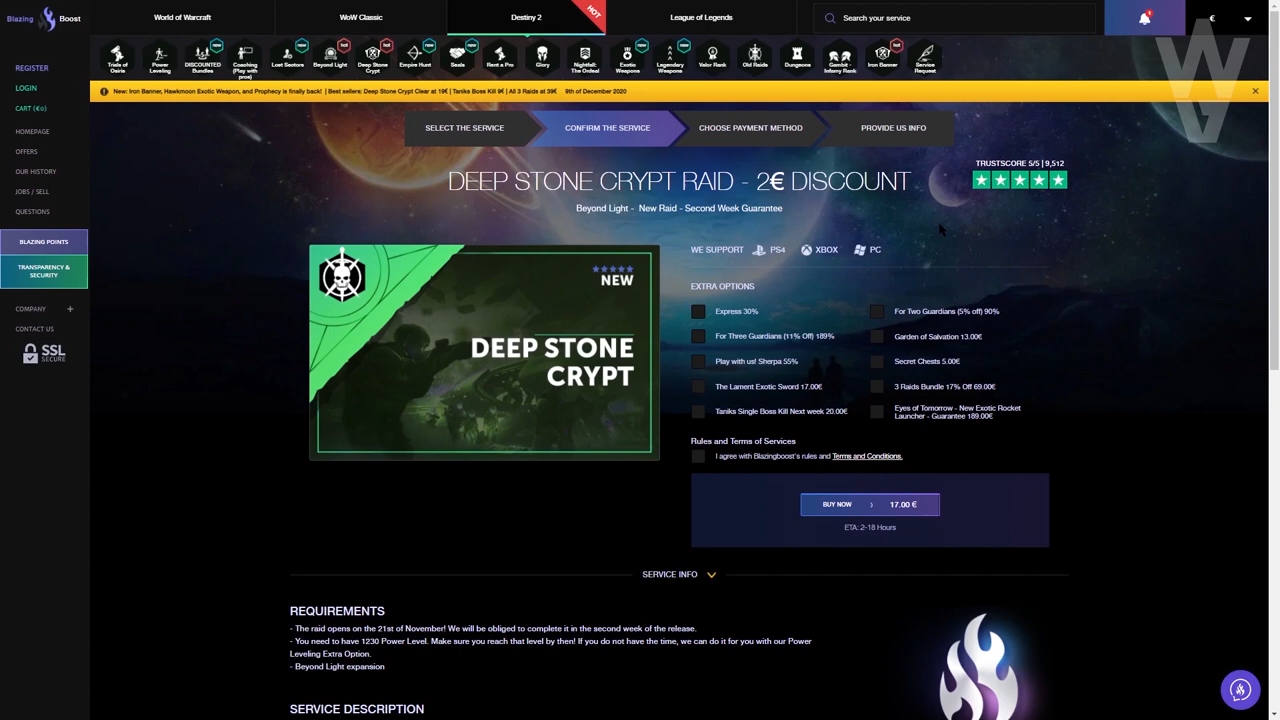 Blazing Boost
World of Warcraft
WoW Classic
Destiny 2
HOT
League of Legends
Search your service
€
Trials of Osiris
Power Leveling
new
DISCOUNTED Bundles
Coaching (Play with pros)
new
Lost Sectors
hot
Beyond Light
hot
Deep Stone Crypt
new
Empire Hunt
new
Seals
Rent a Pro
Glory
Nightfall: The Ordeal
new
Exotic Weapons
new
Legendary Weapons
Valor Rank
Old Raids
Dungeons
Gambit - Infamy Rank
hot
Iron Banner
Service Request
New: Iron Banner, Hawkmoon Exotic Weapon, and Prophecy is finally back! | Best sellers: Deep Stone Crypt Clear at 19€ | Tanika Boss Kill 9€ | All 3 Raids at 39€ 9th of December 2020
REGISTER
LOGIN
CART (€0)
HOMEPAGE
OFFERS
OUR HISTORY
JOBS / SELL
QUESTIONS
BLAZING POINTS
TRANSPARENCY &
SECURITY
COMPANY +
CONTACT US
SSL
SECURE
SELECT THE SERVICE
CONFIRM THE SERVICE
CHOOSE PAYMENT METHOD
PROVIDE US INFO
TRUSTSCORE 5/5 | 9,512
DEEP STONE CRYPT RAID - 2€ DISCOUNT
Beyond Light - New Raid - Second Week Guarantee
NEW
DEEP STONE
CRYPT
WE SUPPORT PS4 XBOX PC
EXTRA OPTIONS
Express 30%
For Two Guardians (5% off) 90%
For Three Guardians (11% Off) 189%
Garden of Salvation 13.00€
Play with us! Sherpa 55%
Secret Chests 5.00€
The Lament Exotic Sword 17.00€
3 Raids Bundle 17% Off 69.00€
Taniks Single Boss Kill Next week 20.00€
Eyes of Tomorrow - New Exotic Rocket
Launcher - Guarantee 189.00€
Rules and Terms of Services
I agree with Blazingboost's rules and Terms and Conditions.
BUY NOW 17.00 €
ETA: 2-18 Hours
SERVICE INFO
REQUIREMENTS
- The raid opens on the 21st of November! We will be obliged to complete it in the second week of the release.
- You need to have 1230 Power Level. Make sure you reach that level by then! If you do not have the time, we can do it for you with our Power
Leveling Extra Option.
- Beyond Light expansion
SERVICE DESCRIPTION